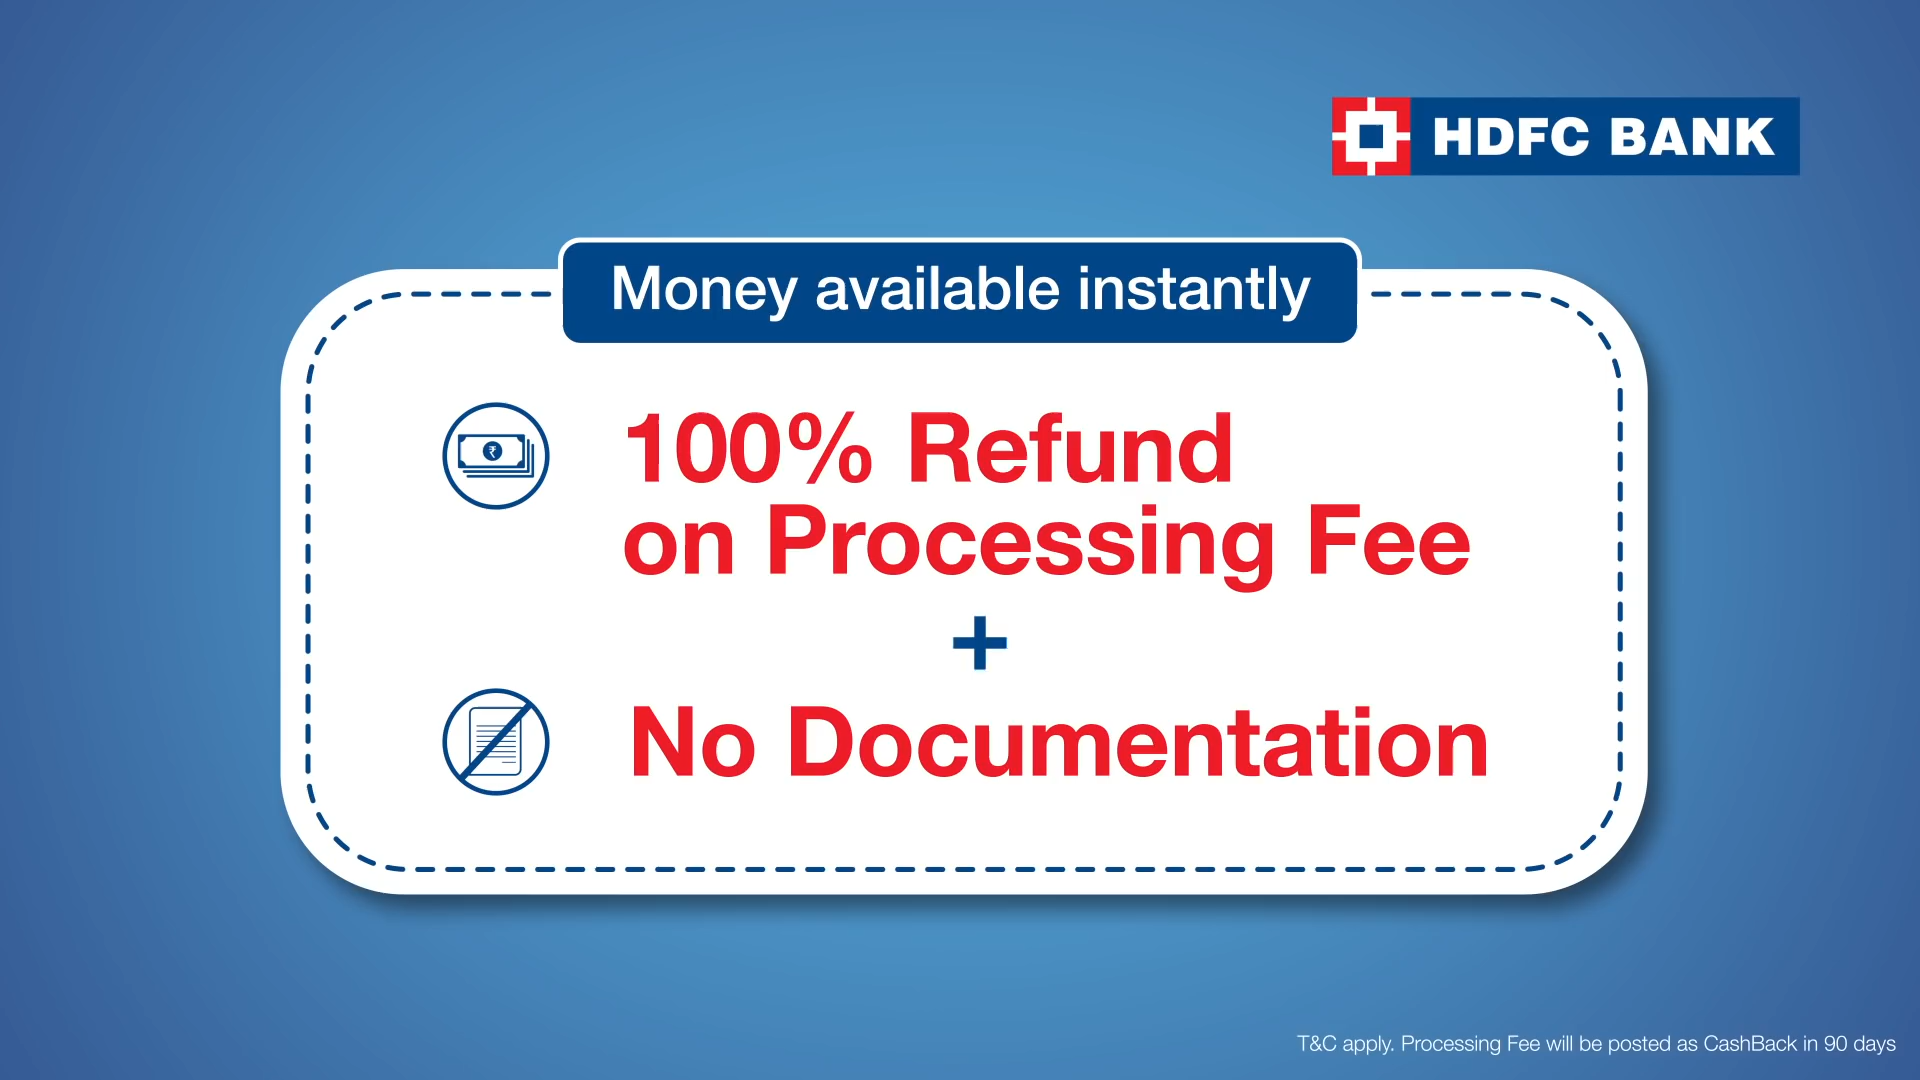 HDFC BANK
Money available instantly
₹
100% Refund
on Processing Fee
+
No Documentation
T&C apply. Processing Fee will be posted as CashBack in 90 days